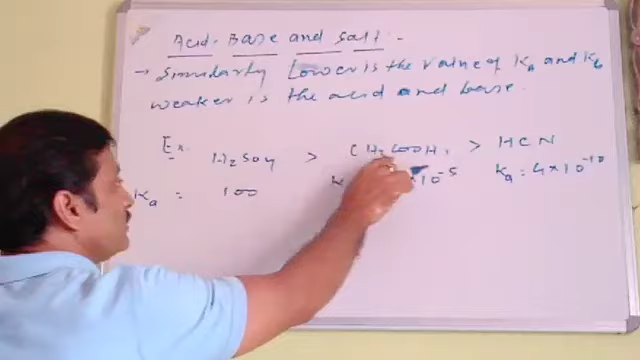 Acid-Base and Salt :-
→ Similarly Lower is the value of Ka and Kb
weaker is the acid and base.
Ex. H2SO4 > CH3COOH, > HCN
Ka = 100 K ×10-5 Ka = 4×10-10